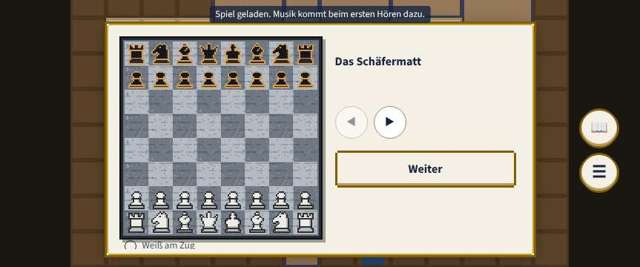 Spiel geladen. Musik kommt beim ersten Hören dazu.
Das Schäfermatt
Weiter
Weiß am Zug